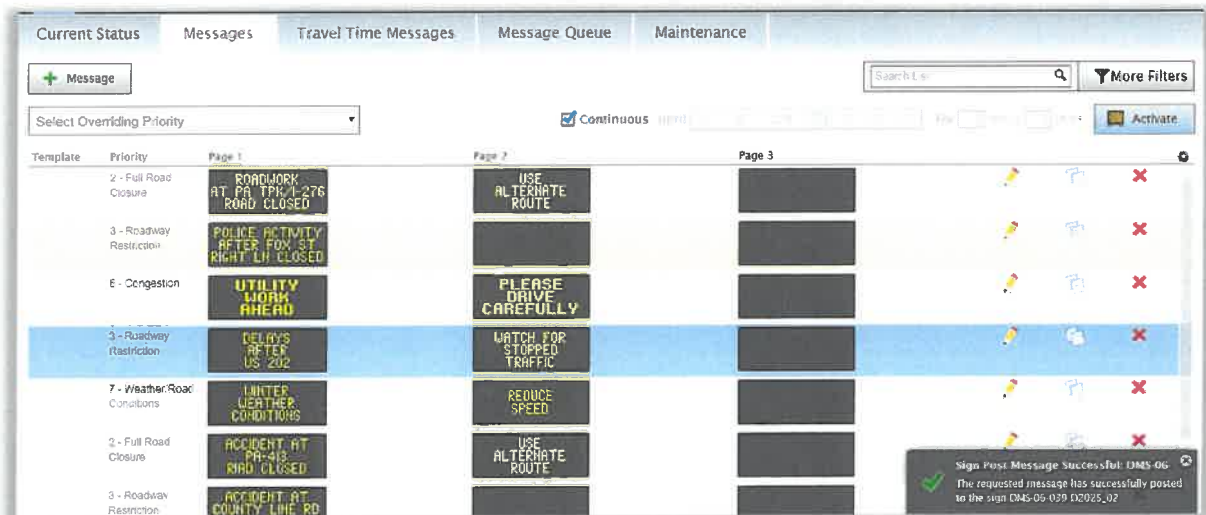 Current Status Messages Travel Time Messages Message Queue Maintenance
+ Message
More Filters
Select Overriding Priority Continuous Activate
Template Priority Page 1 Page 2 Page 3
2 - Full Road
Closure
ROADWORK
AT PA TPK/I-276
ROAD CLOSED
USE
ALTERNATE
ROUTE
3 - Roadway
Restriction
POLICE ACTIVITY
AFTER FOX ST
RIGHT LN CLOSED
6 - Congestion
UTILITY
WORK
AHEAD
PLEASE
DRIVE
CAREFULLY
3 - Roadway
Restriction
DELAYS
AFTER
US 202
WATCH FOR
STOPPED
TRAFFIC
7 - Weather/Road
Conditions
WINTER
WEATHER
CONDITIONS
REDUCE
SPEED
2 - Full Road
Closure
ACCIDENT AT
PA-413
ROAD CLOSED
USE
ALTERNATE
ROUTE
3 - Roadway
Restriction
ACCIDENT AT
COUNTY LINE RD
Sign Post Message Successful: DMS-06
The requested message has successfully posted
to the sign DMS-06-039 D202S_02